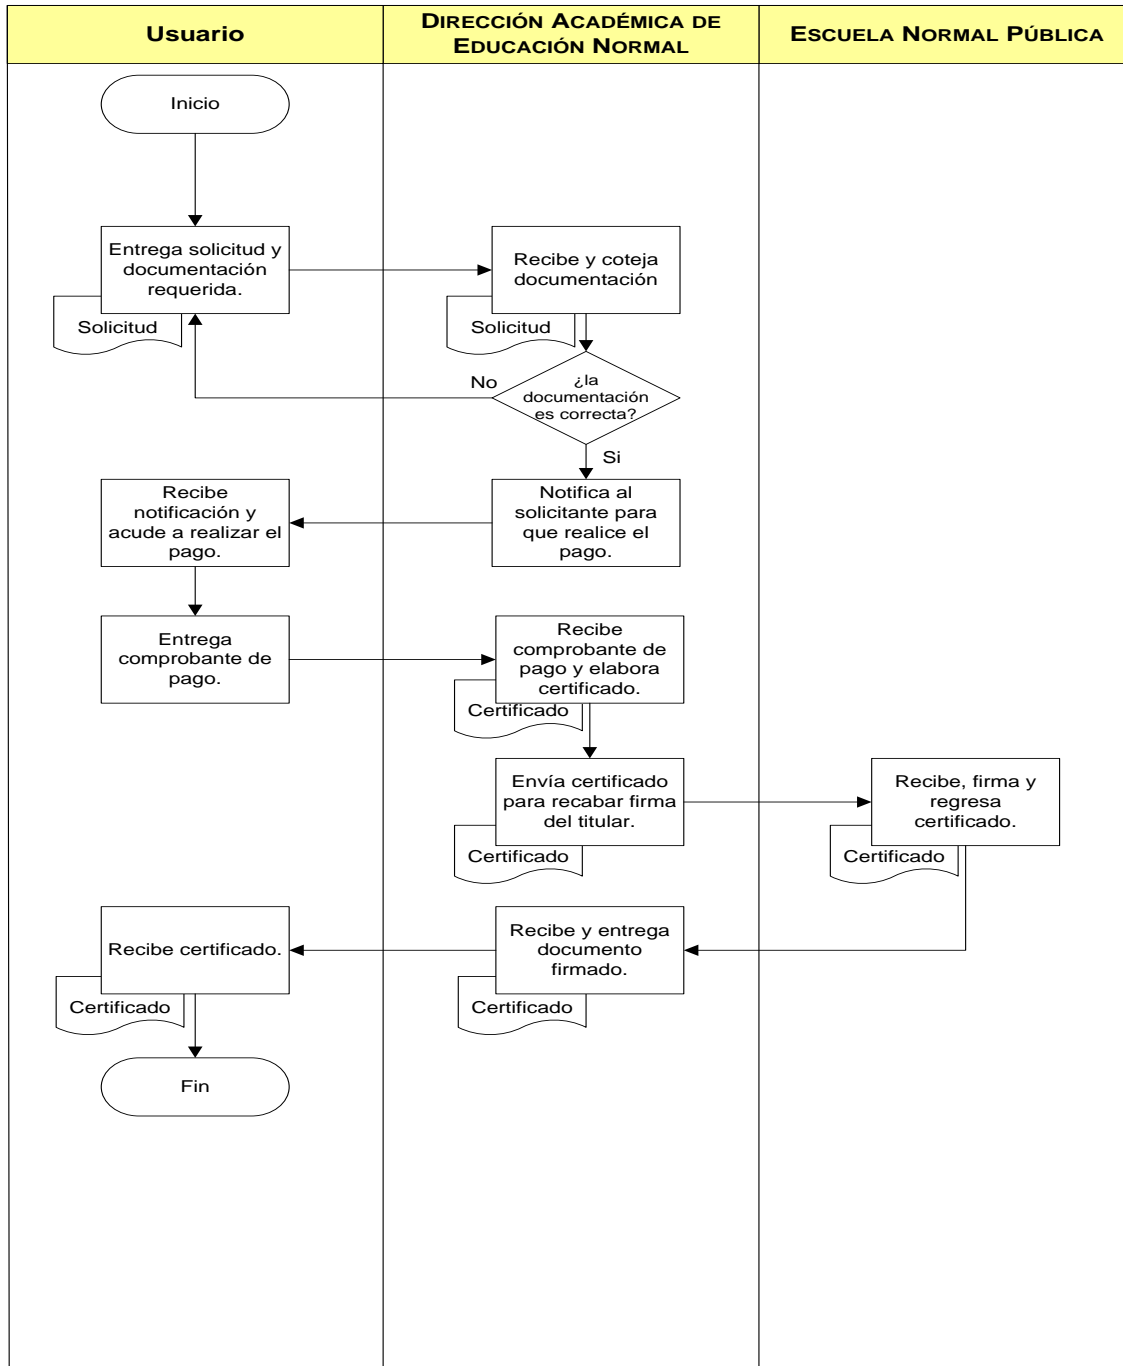 Usuario
DIRECCIÓN ACADÉMICA DE
EDUCACIÓN NORMAL
ESCUELA NORMAL PÚBLICA
Inicio
Entrega solicitud y
documentación
requerida.
Solicitud
Recibe y coteja
documentación
Solicitud
¿la
documentación
es correcta?
No
Si
Notifica al
solicitante para
que realice el
pago.
Recibe
notificación y
acude a realizar el
pago.
Entrega
comprobante de
pago.
Recibe
comprobante de
pago y elabora
certificado.
Certificado
Envía certificado
para recabar firma
del titular.
Certificado
Recibe, firma y
regresa
certificado.
Certificado
Recibe y entrega
documento
firmado.
Certificado
Recibe certificado.
Certificado
Fin